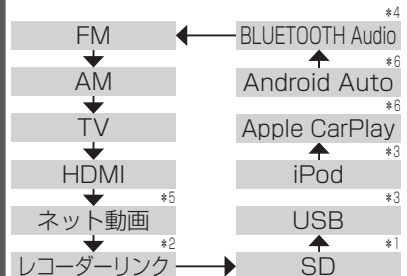 FM
AM
TV
HDMI
*5
ネット動画
*2
レコーダーリンク
*4
BLUETOOTH Audio
*6
Android Auto
*6
Apple CarPlay
*3
iPod
*3
USB
*1
SD